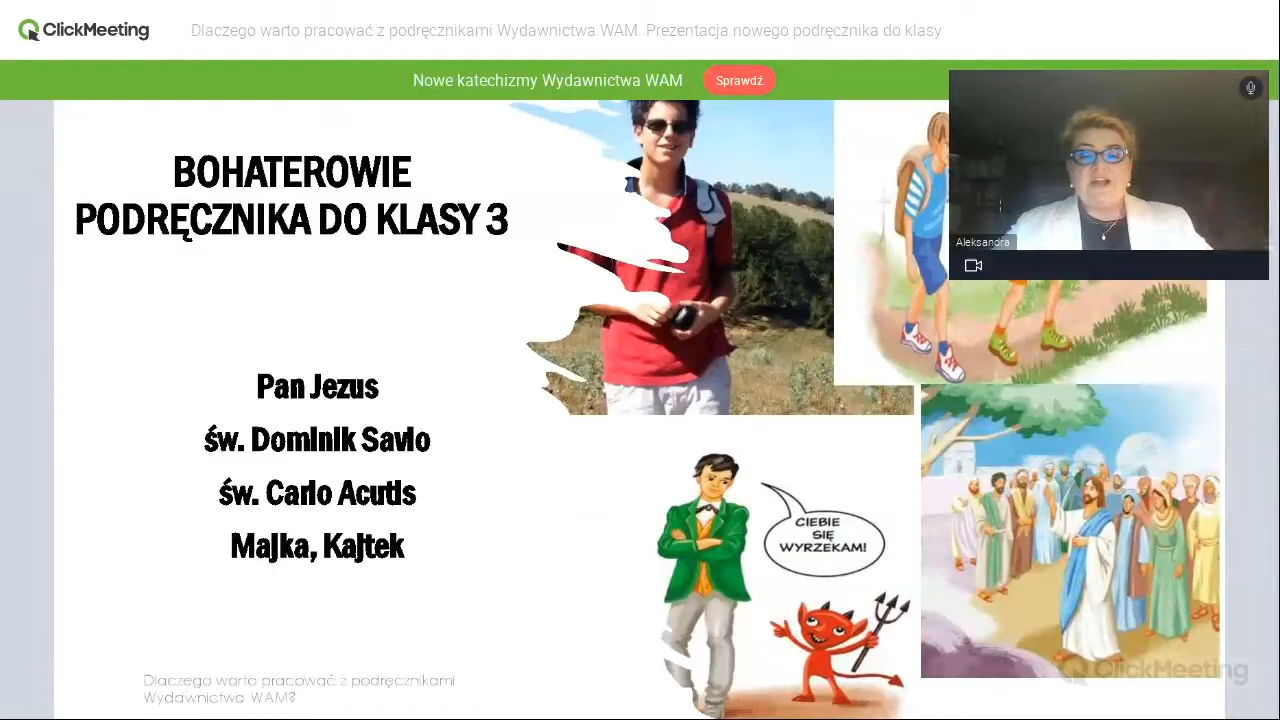 ClickMeeting
Dlaczego warto pracować z podręcznikami Wydawnictwa WAM. Prezentacja nowego podręcznika do klasy
Nowe katechizmy Wydawnictwa WAM
Sprawdź
BOHATEROWIE
PODRĘCZNIKA DO KLASY 3
Aleksandra
Pan Jezus
św. Dominik Savio
św. Carlo Acutis
Majka, Kajtek
CIEBIE
SIĘ
WYRZEKAM!
Dlaczego warto pracować z podręcznikami
Wydawnictwa WAM?
ClickMeeting